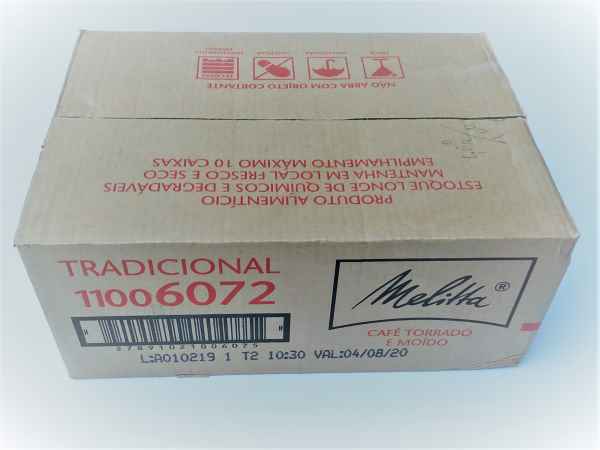 NÃO ABRA COM OBJETO CORTANTE
PRODUTO ALIMENTÍCIO
ESTOQUE LONGE DE QUÍMICOS E DEGRADÁVEIS
MANTENHA EM LOCAL FRESCO E SECO
EMPILHAMENTO MÁXIMO 10 CAIXAS
TRADICIONAL
11006072
Melitta®
CAFÉ TORRADO
E MOÍDO
L:A010219 1 T2 10:30 VAL:04/08/20